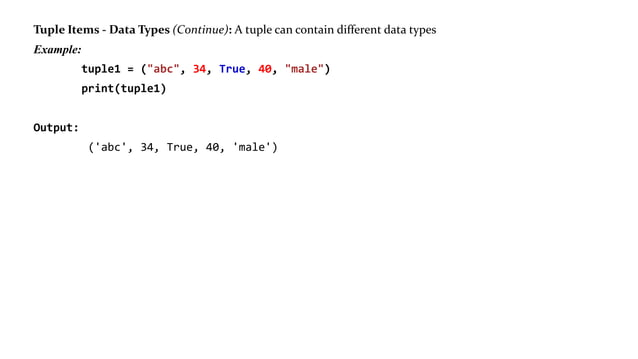 Tuple Items - Data Types (Continue): A tuple can contain different data types
Example:
tuple1 = ("abc", 34, True, 40, "male")
print(tuple1)
Output:
('abc', 34, True, 40, 'male')